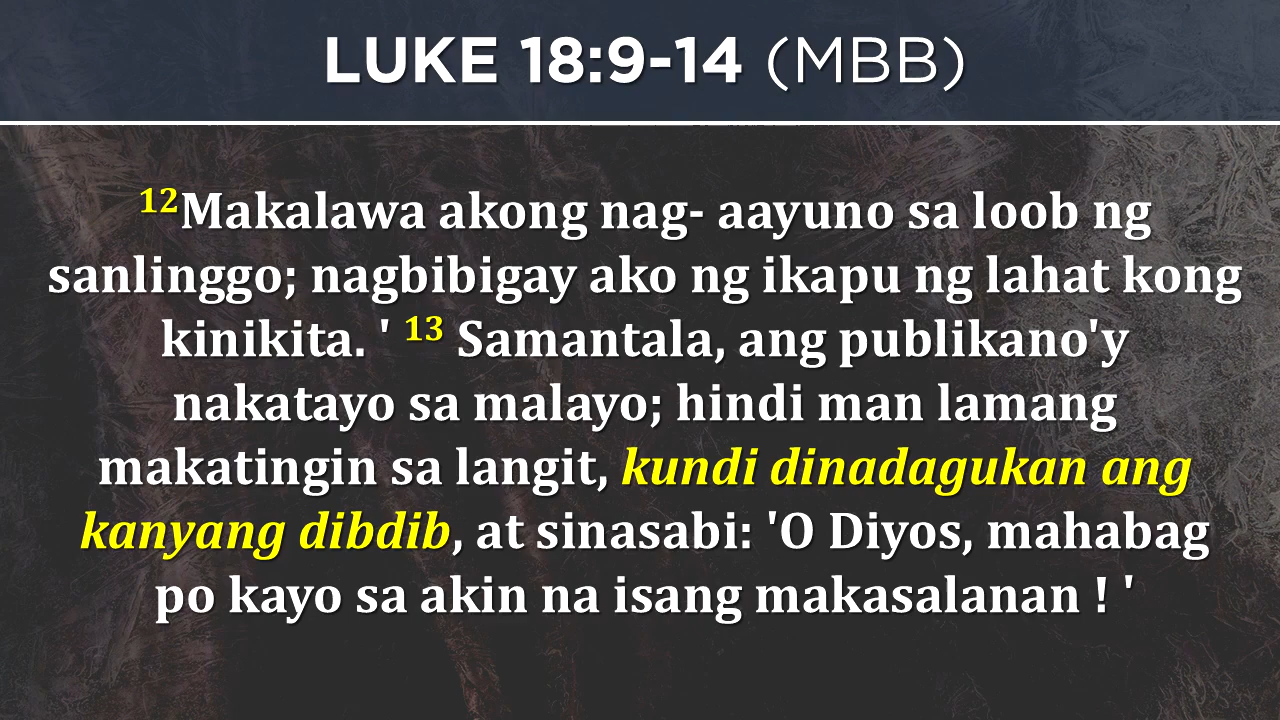 LUKE 18:9-14 (MBB)
12Makalawa akong nag- aayuno sa loob ng
sanlinggo; nagbibigay ako ng ikapu ng lahat kong
kinikita. ' 13 Samantala, ang publikano'y
nakatayo sa malayo; hindi man lamang
makatingin sa langit, kundi dinadagukan ang
kanyang dibdib, at sinasabi: 'O Diyos, mahabag
po kayo sa akin na isang makasalanan ! '